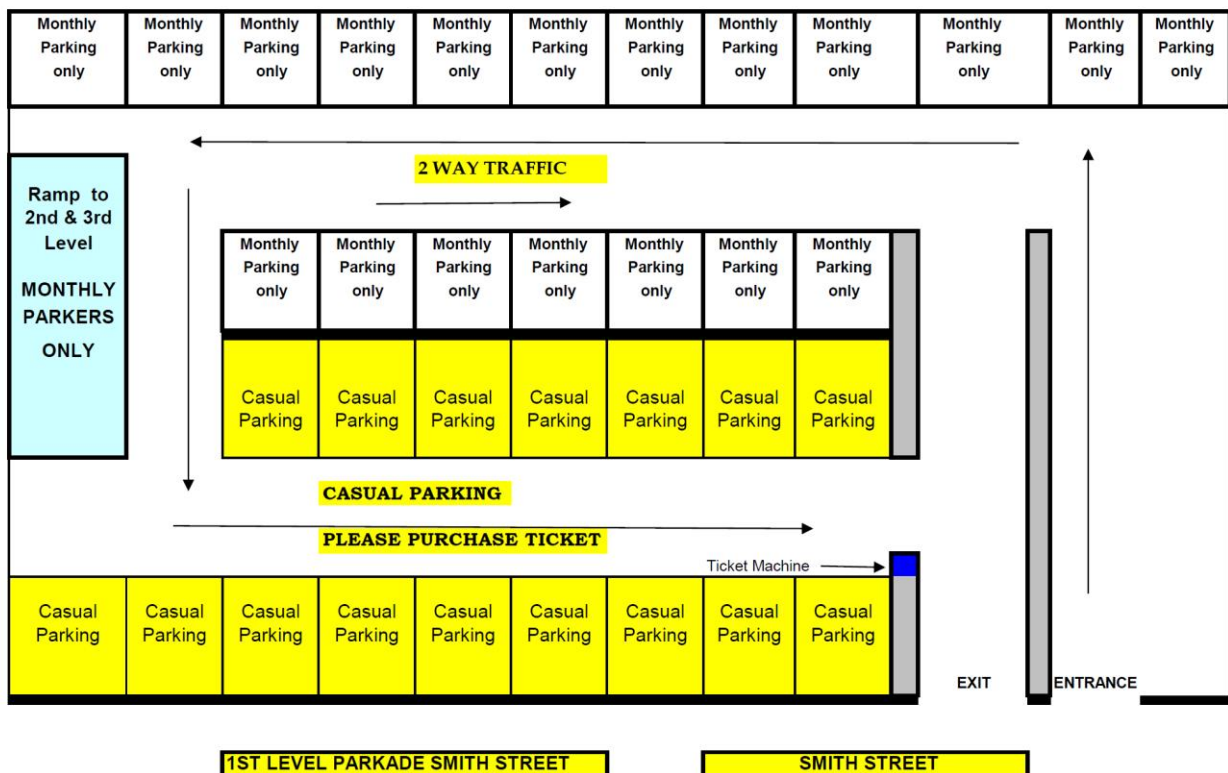 Monthly Parking only
Monthly Parking only
Monthly Parking only
Monthly Parking only
Monthly Parking only
Monthly Parking only
Monthly Parking only
Monthly Parking only
Monthly Parking only
Monthly Parking only
Monthly Parking only
Monthly Parking only
2 WAY TRAFFIC
Ramp to
2nd & 3rd
Level
MONTHLY
PARKERS
ONLY
Monthly Parking only
Monthly Parking only
Monthly Parking only
Monthly Parking only
Monthly Parking only
Monthly Parking only
Monthly Parking only
Casual Parking
Casual Parking
Casual Parking
Casual Parking
Casual Parking
Casual Parking
Casual Parking
CASUAL PARKING
PLEASE PURCHASE TICKET
Ticket Machine
Casual Parking
Casual Parking
Casual Parking
Casual Parking
Casual Parking
Casual Parking
Casual Parking
Casual Parking
Casual Parking
EXIT
ENTRANCE
1ST LEVEL PARKADE SMITH STREET
SMITH STREET